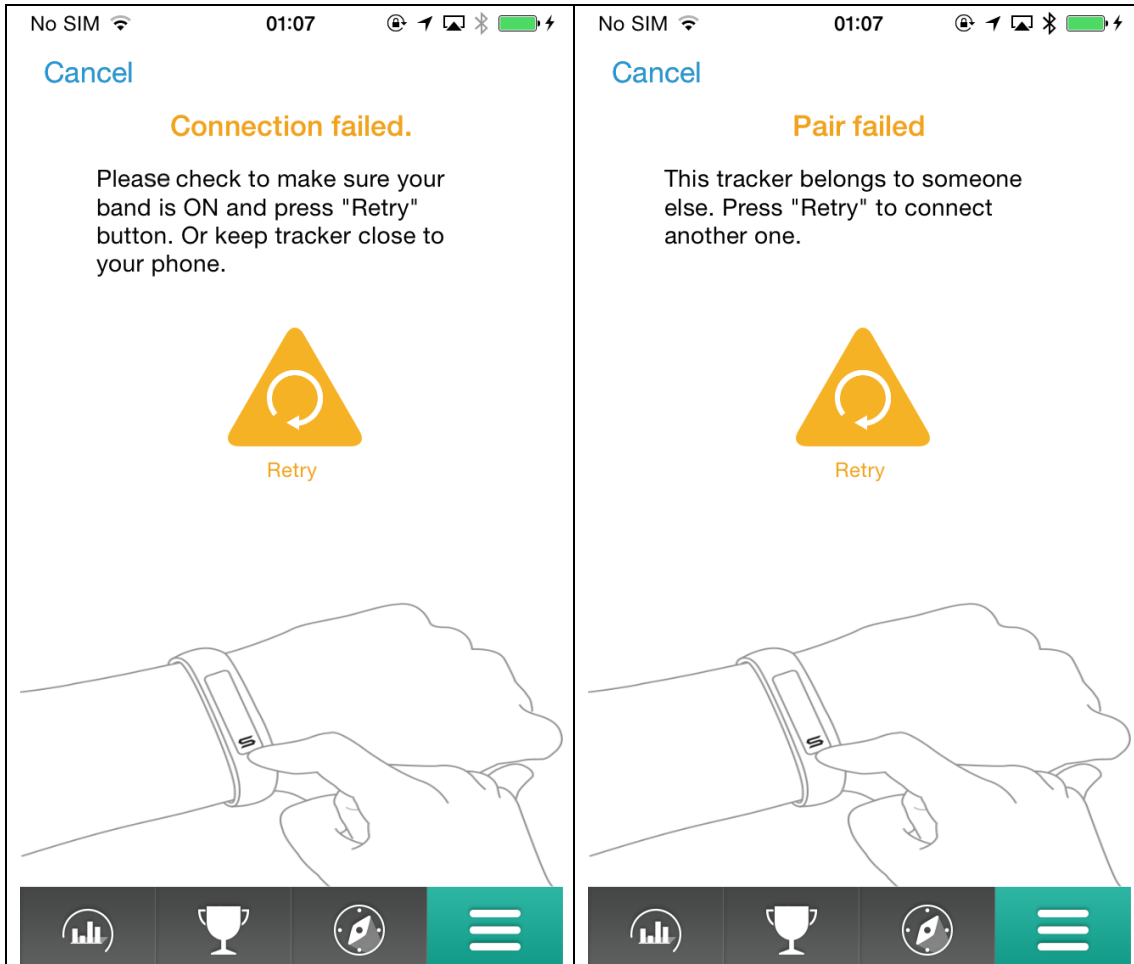 No SIM 01:07
Cancel
Connection failed.
Please check to make sure your
band is ON and press "Retry"
button. Or keep tracker close to
your phone.
Retry
No SIM 01:07
Cancel
Pair failed
This tracker belongs to someone
else. Press "Retry" to connect
another one.
Retry